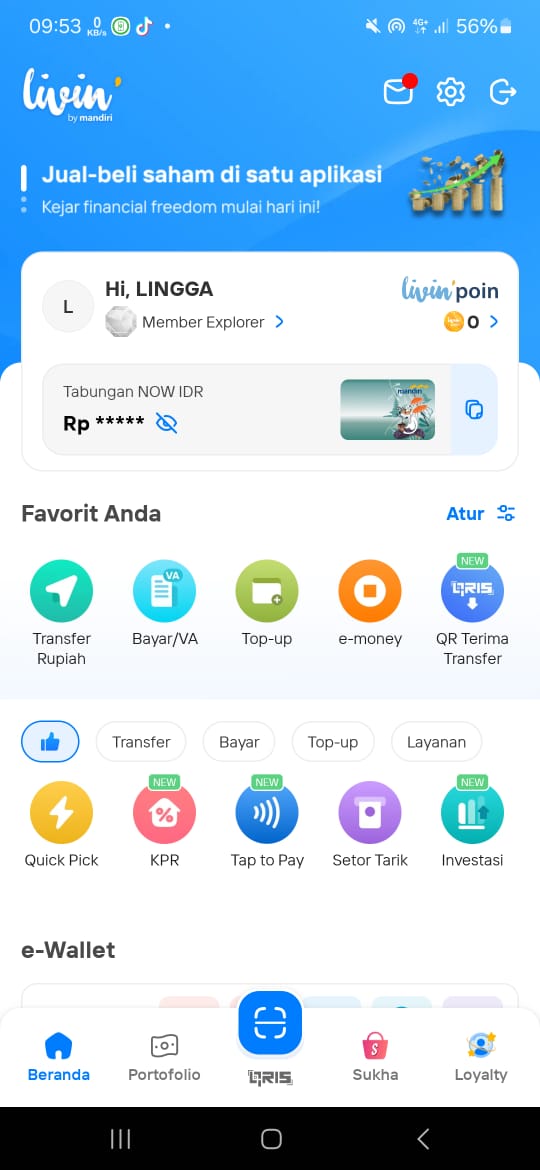 09:53 0 KB/s
4G+ 56%
livin'
by mandiri
Jual-beli saham di satu aplikasi
Kejar financial freedom mulai hari ini!
L
Hi, LINGGA
livin'poin
Member Explorer
0
Tabungan NOW IDR
mandiri
Rp *****
Favorit Anda
Atur
VA
NEW
QRIS
Transfer Rupiah
Bayar/VA
Top-up
e-money
QR Terima Transfer
Transfer
Bayar
Top-up
Layanan
NEW
NEW
NEW
Quick Pick
KPR
Tap to Pay
Setor Tarik
Investasi
e-Wallet
Beranda
Portofolio
QRIS
Sukha
Loyalty